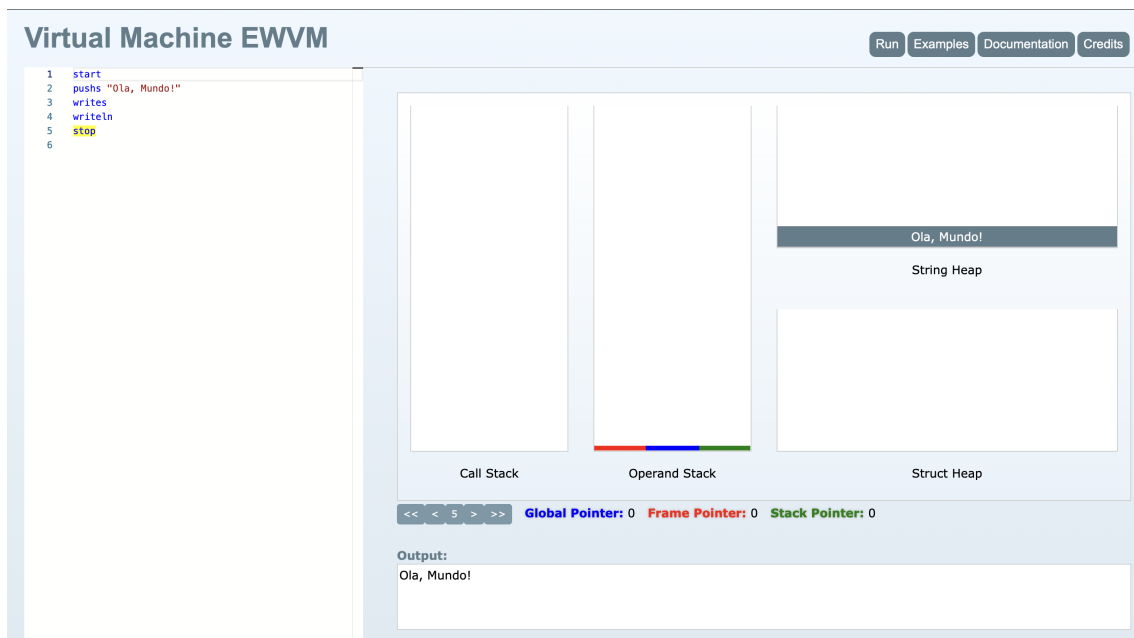 Virtual Machine EWVM
Run Examples Documentation Credits
1 start
2 pushs "Ola, Mundo!"
3 writes
4 writeln
5 stop
6
Ola, Mundo!
String Heap
Call Stack Operand Stack Struct Heap
<< < 5 > >> Global Pointer: 0 Frame Pointer: 0 Stack Pointer: 0
Output:
Ola, Mundo!